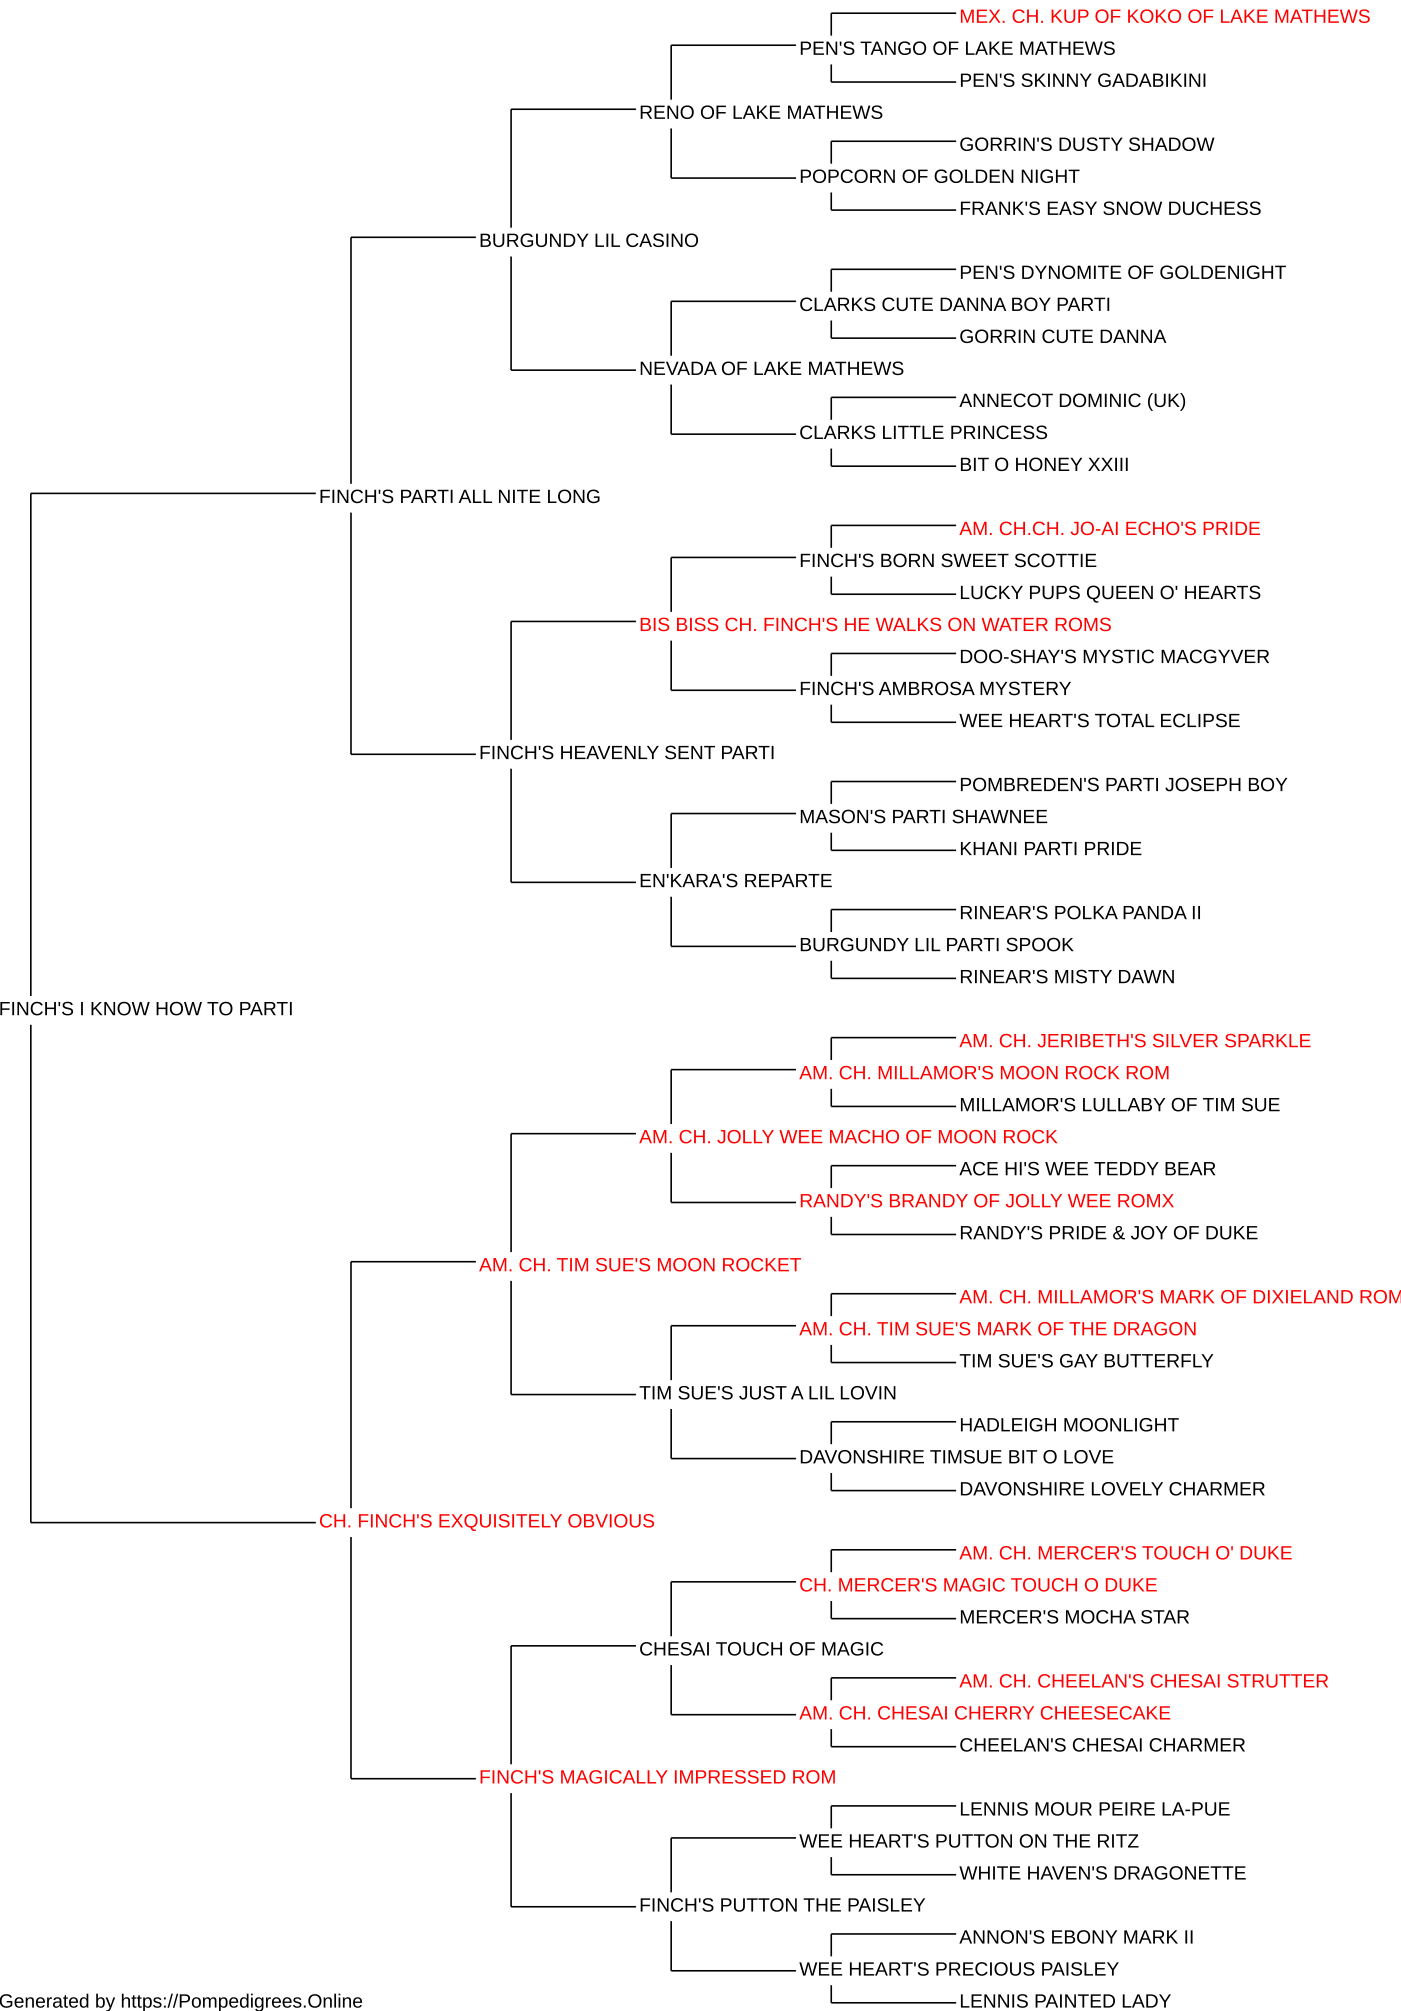 MEX. CH. KUP OF KOKO OF LAKE MATHEWS
PEN'S TANGO OF LAKE MATHEWS
PEN'S SKINNY GADABIKINI
RENO OF LAKE MATHEWS
GORRIN'S DUSTY SHADOW
POPCORN OF GOLDEN NIGHT
FRANK'S EASY SNOW DUCHESS
BURGUNDY LIL CASINO
PEN'S DYNOMITE OF GOLDENIGHT
CLARKS CUTE DANNA BOY PARTI
GORRIN CUTE DANNA
NEVADA OF LAKE MATHEWS
ANNECOT DOMINIC (UK)
CLARKS LITTLE PRINCESS
BIT O HONEY XXIII
FINCH'S PARTI ALL NITE LONG
AM. CH.CH. JO-AI ECHO'S PRIDE
FINCH'S BORN SWEET SCOTTIE
LUCKY PUPS QUEEN O' HEARTS
BIS BISS CH. FINCH'S HE WALKS ON WATER ROMS
DOO-SHAY'S MYSTIC MACGYVER
FINCH'S AMBROSA MYSTERY
WEE HEART'S TOTAL ECLIPSE
FINCH'S HEAVENLY SENT PARTI
POMBREDEN'S PARTI JOSEPH BOY
MASON'S PARTI SHAWNEE
KHANI PARTI PRIDE
EN'KARA'S REPARTE
RINEAR'S POLKA PANDA II
BURGUNDY LIL PARTI SPOOK
RINEAR'S MISTY DAWN
FINCH'S I KNOW HOW TO PARTI
AM. CH. JERIBETH'S SILVER SPARKLE
AM. CH. MILLAMOR'S MOON ROCK ROM
MILLAMOR'S LULLABY OF TIM SUE
AM. CH. JOLLY WEE MACHO OF MOON ROCK
ACE HI'S WEE TEDDY BEAR
RANDY'S BRANDY OF JOLLY WEE ROMX
RANDY'S PRIDE & JOY OF DUKE
AM. CH. TIM SUE'S MOON ROCKET
AM. CH. MILLAMOR'S MARK OF DIXIELAND ROM
AM. CH. TIM SUE'S MARK OF THE DRAGON
TIM SUE'S GAY BUTTERFLY
TIM SUE'S JUST A LIL LOVIN
HADLEIGH MOONLIGHT
DAVONSHIRE TIMSUE BIT O LOVE
DAVONSHIRE LOVELY CHARMER
CH. FINCH'S EXQUISITELY OBVIOUS
AM. CH. MERCER'S TOUCH O' DUKE
CH. MERCER'S MAGIC TOUCH O DUKE
MERCER'S MOCHA STAR
CHESAI TOUCH OF MAGIC
AM. CH. CHEELAN'S CHESAI STRUTTER
AM. CH. CHESAI CHERRY CHEESECAKE
CHEELAN'S CHESAI CHARMER
FINCH'S MAGICALLY IMPRESSED ROM
LENNIS MOUR PEIRE LA-PUE
WEE HEART'S PUTTON ON THE RITZ
WHITE HAVEN'S DRAGONETTE
FINCH'S PUTTON THE PAISLEY
ANNON'S EBONY MARK II
WEE HEART'S PRECIOUS PAISLEY
LENNIS PAINTED LADY
Generated by https://Pompedigrees.Online